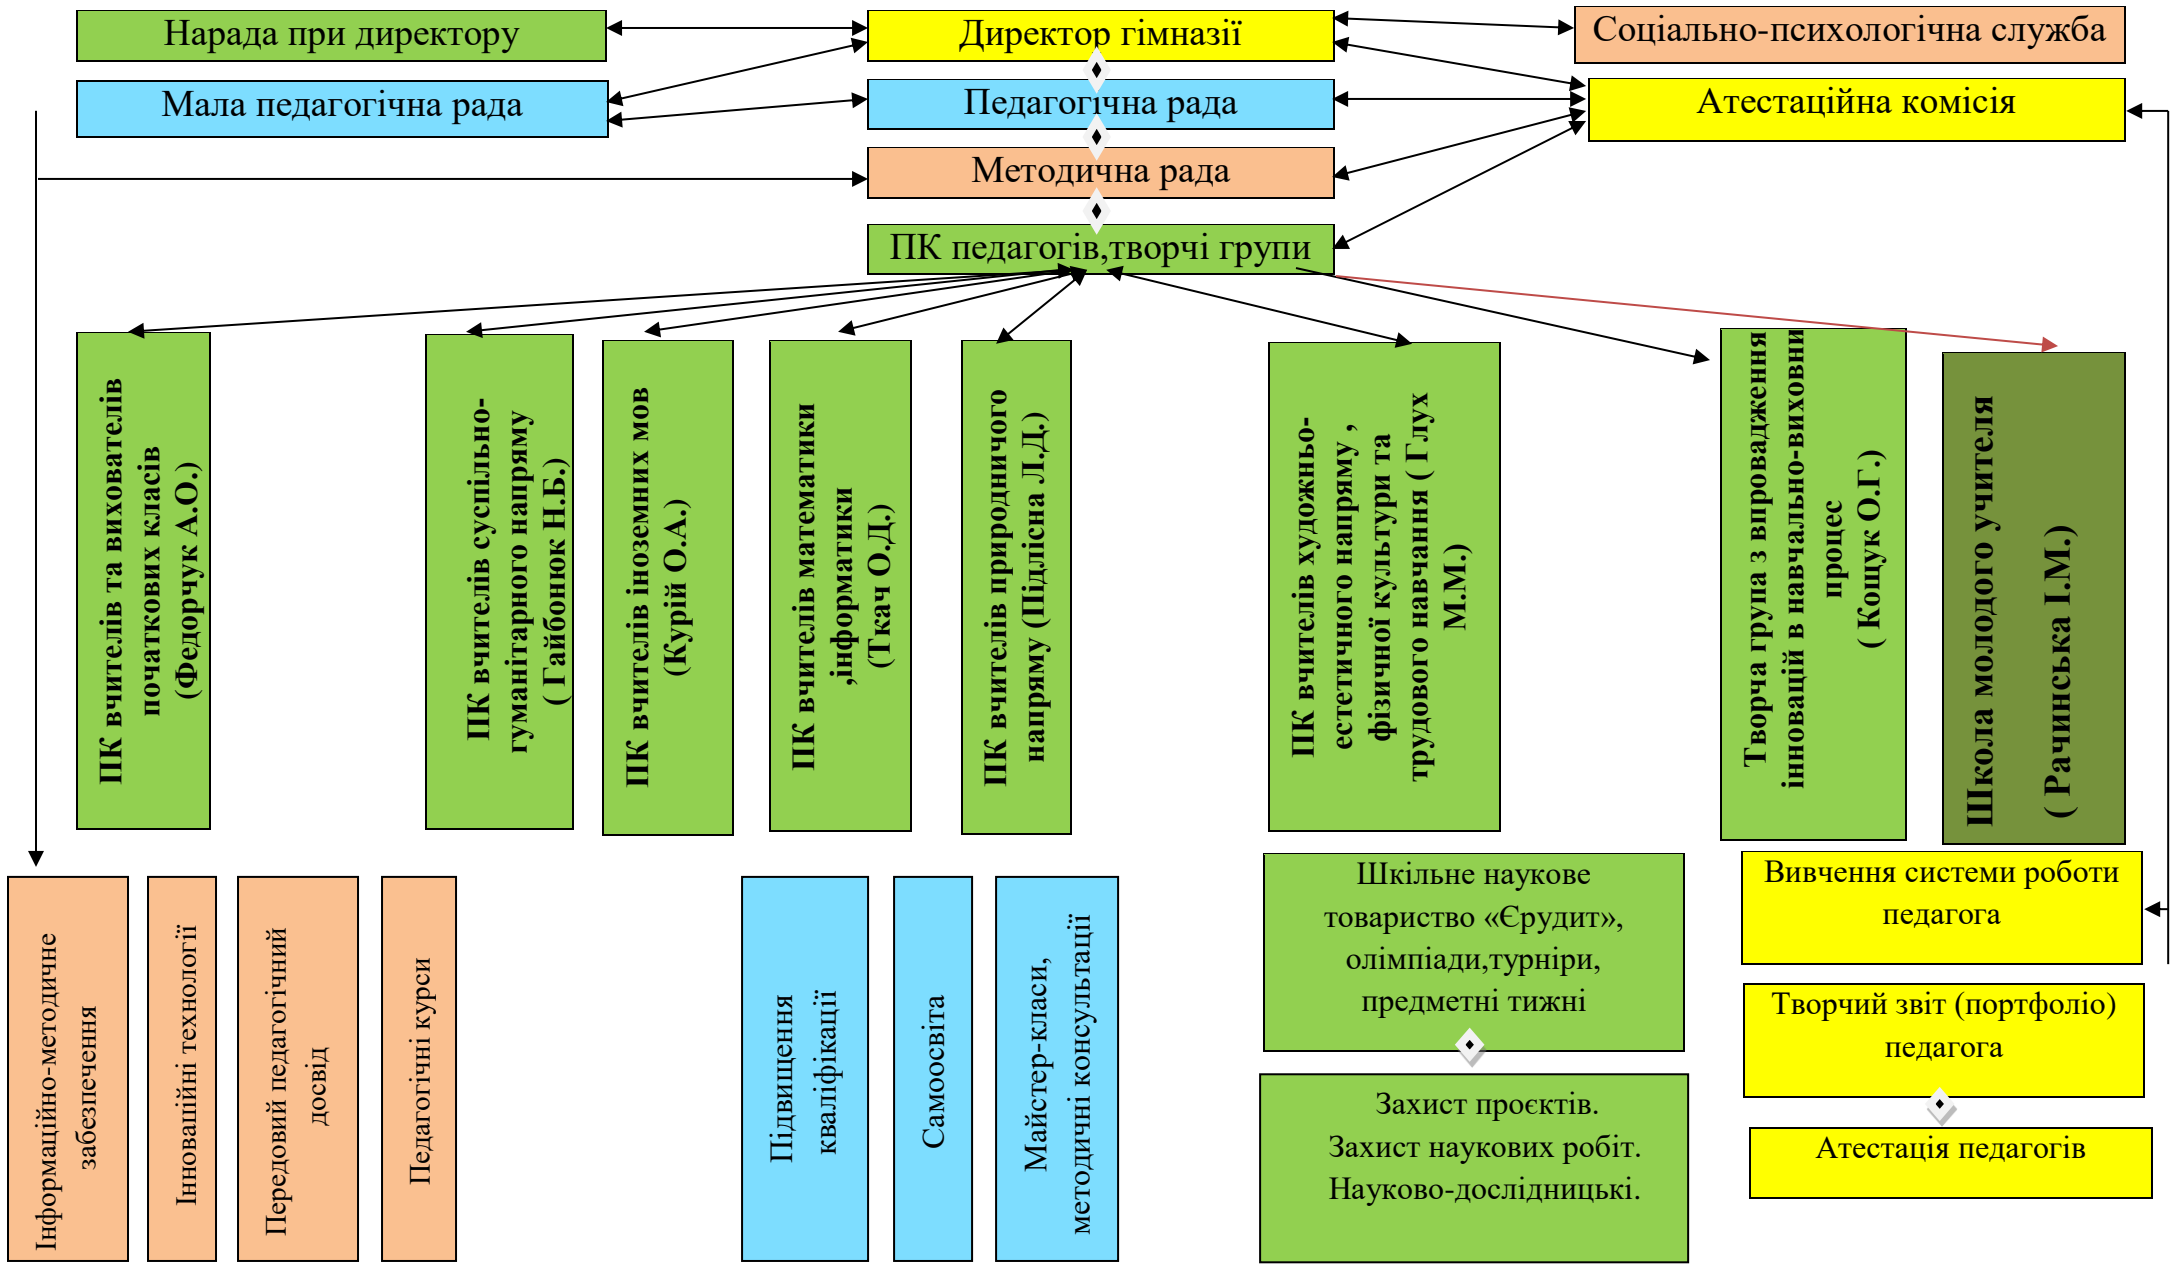 Нарада при директору
Директор гімназії
Соціально-психологічна служба
Мала педагогічна рада
Педагогічна рада
Атестаційна комісія
Методична рада
ПК педагогів,творчі групи
ПК вчителів та вихователів
початкових класів
(Федорчук А.О.)
ПК вчителів суспільно-
гуманітарного напряму
( Гайбонюк Н.Б.)
ПК вчителів іноземних мов
(Курій О.А.)
ПК вчителів математики
,інформатики
(Ткач О.Д.)
ПК вчителів природничого
напряму (Підлісна Л.Д.)
ПК вчителів художньо-
естетичного напряму ,
фізичної культури та
трудового навчання ( Глух
М.М.)
Творча група з впровадження
інновацій в навчально-виховни
процес
( Кощук О.Г.)
Школа молодого учителя
( Рачинська І.М.)
Інформаційно-методичне
забезпечення
Інноваційні технології
Передовий педагогічний
досвід
Педагогічні курси
Підвищення
кваліфікації
Самоосвіта
Майстер-класи,
методичні консультації
Шкільне наукове
товариство «Єрудит»,
олімпіади,турніри,
предметні тижні
Захист проєктів.
Захист наукових робіт.
Науково-дослідницькі.
Вивчення системи роботи
педагога
Творчий звіт (портфоліо)
педагога
Атестація педагогів